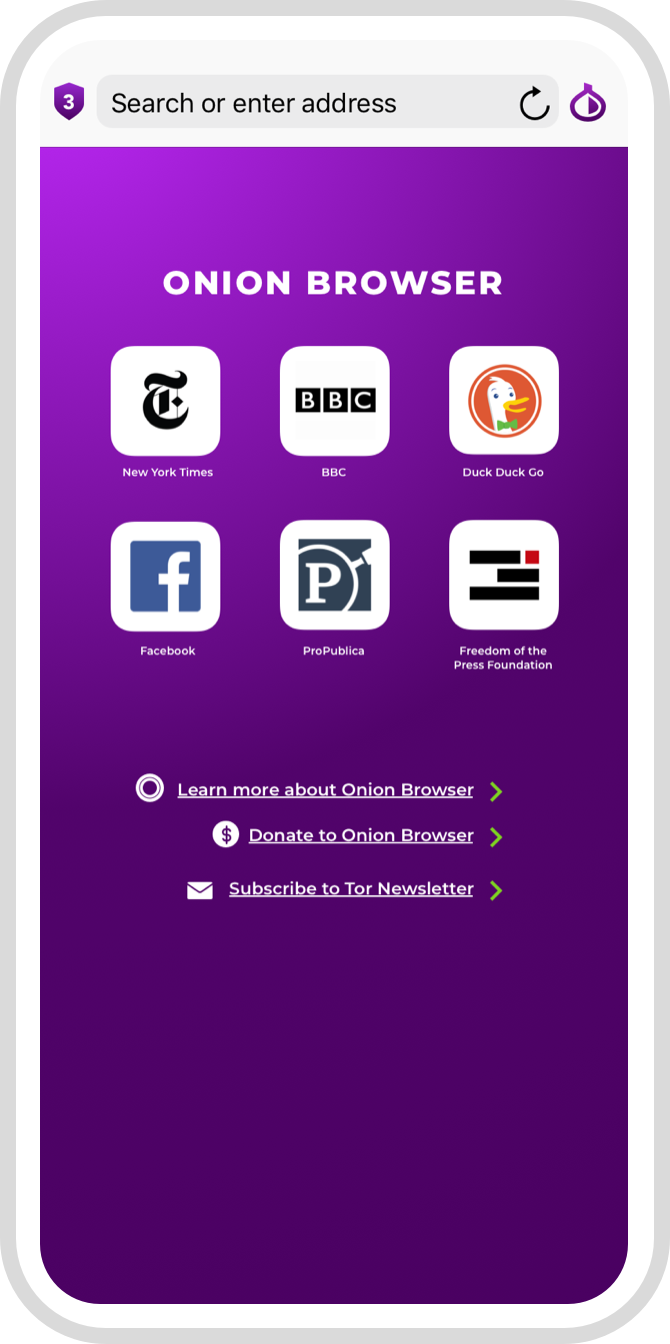 3
Search or enter address
ONION BROWSER
T
BBC
New York Times
BBC
Duck Duck Go
f
P
Facebook
ProPublica
Freedom of the
Press Foundation
Learn more about Onion Browser
$
Donate to Onion Browser
Subscribe to Tor Newsletter